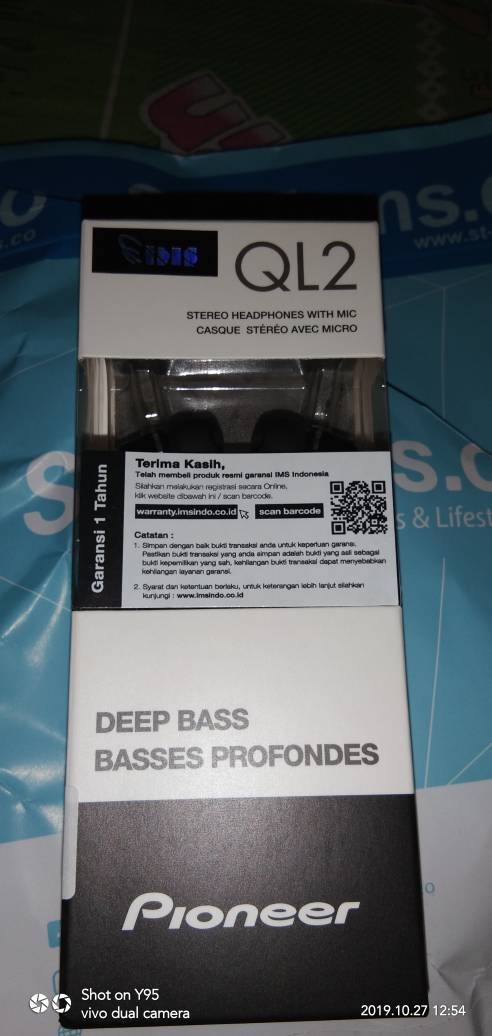 ns.c
.co
www.st-
IMS
QL2
STEREO HEADPHONES WITH MIC
CASQUE STÉRÉO AVEC MICRO
Garansi 1 Tahun
Terima Kasih,
Telah membeli produk resmi garansi IMS Indonesia
Silahkan melakukan registrasi secara Online,
klik website dibawah ini / scan barcode.
warranty.imsindo.co.id scan barcode
Catatan :
1. Simpan dengan baik bukti transaksi anda untuk keperluan garansi.
Pastikan bukti transaksi yang anda simpan adalah bukti yang asli sebagai
bukti kepemilikan yang sah, kehilangan bukti transaksi dapat menyebabkan
kehilangan layanan garansi.
2. Syarat dan ketentuan berlaku, untuk keterangan lebih lanjut silahkan
kunjungi : www.imsindo.co.id
S
s.c
s & Lifest
DEEP BASS
BASSES PROFONDES
Pioneer
Shot on Y95
vivo dual camera
2019.10.27 12:54